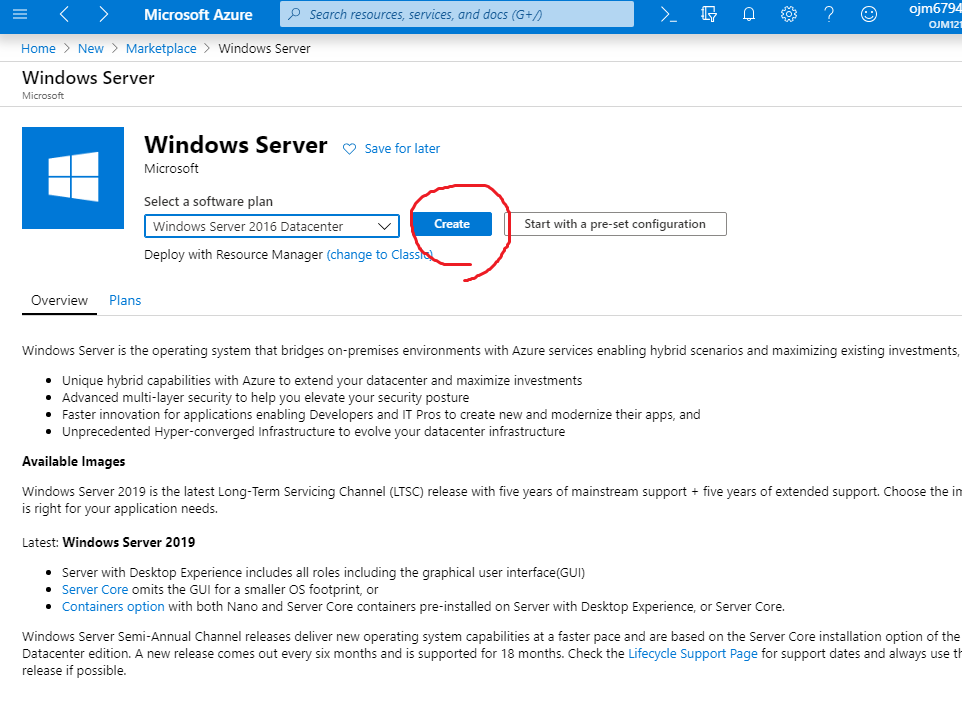 Microsoft Azure
Search resources, services, and docs (G+/)
ojm6794
OJM121
Home > New > Marketplace > Windows Server
Windows Server
Microsoft
Windows Server
Save for later
Microsoft
Select a software plan
Windows Server 2016 Datacenter
Create
Start with a pre-set configuration
Deploy with Resource Manager (change to Classic)
Overview
Plans
Windows Server is the operating system that bridges on-premises environments with Azure services enabling hybrid scenarios and maximizing existing investments,
• Unique hybrid capabilities with Azure to extend your datacenter and maximize investments
• Advanced multi-layer security to help you elevate your security posture
• Faster innovation for applications enabling Developers and IT Pros to create new and modernize their apps, and
• Unprecedented Hyper-converged Infrastructure to evolve your datacenter infrastructure
Available Images
Windows Server 2019 is the latest Long-Term Servicing Channel (LTSC) release with five years of mainstream support + five years of extended support. Choose the
is right for your application needs.
Latest: Windows Server 2019
• Server with Desktop Experience includes all roles including the graphical user interface(GUI)
• Server Core omits the GUI for a smaller OS footprint, or
• Containers option with both Nano and Server Core containers pre-installed on Server with Desktop Experience, or Server Core.
Windows Server Semi-Annual Channel releases deliver new operating system capabilities at a faster pace and are based on the Server Core installation option of the
Datacenter edition. A new release comes out every six months and is supported for 18 months. Check the Lifecycle Support Page for support dates and always use
release if possible.